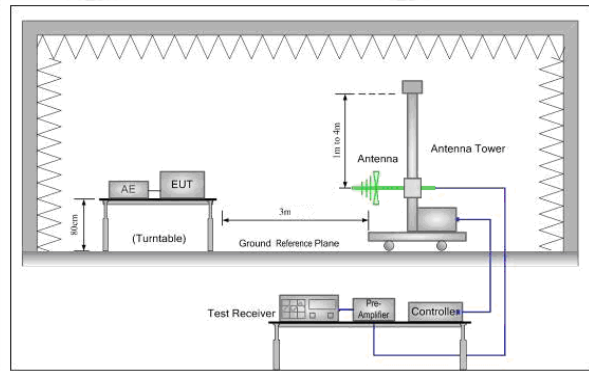 1m to 4m
Antenna
Antenna Tower
AE
EUT
3m
80cm
(Turntable)
Ground Reference Plane
Test Receiver
Pre-
Amplifier
Controller